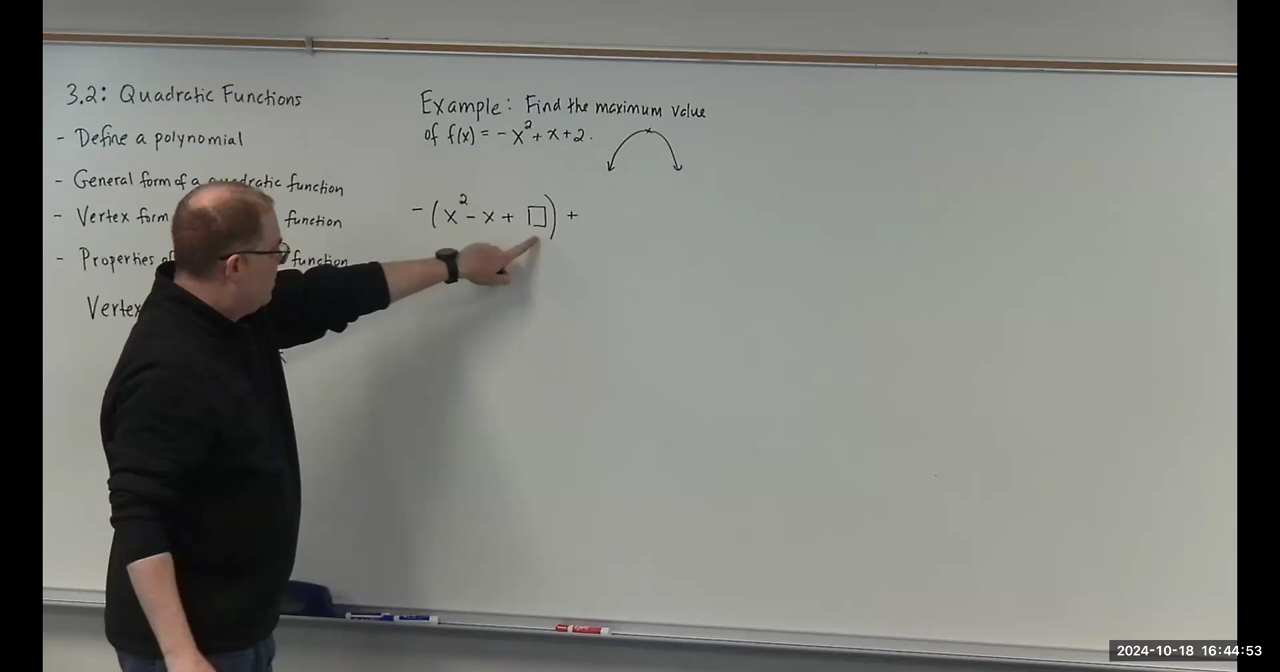 3.2: Quadratic Functions
- Define a polynomial
- General form of a quadratic function
- Vertex form function
- Properties of function
Vertex
Example: Find the maximum value
of f(x) = -x² + x + 2.
-(x² - x + □) +
2024-10-18 16:44:53